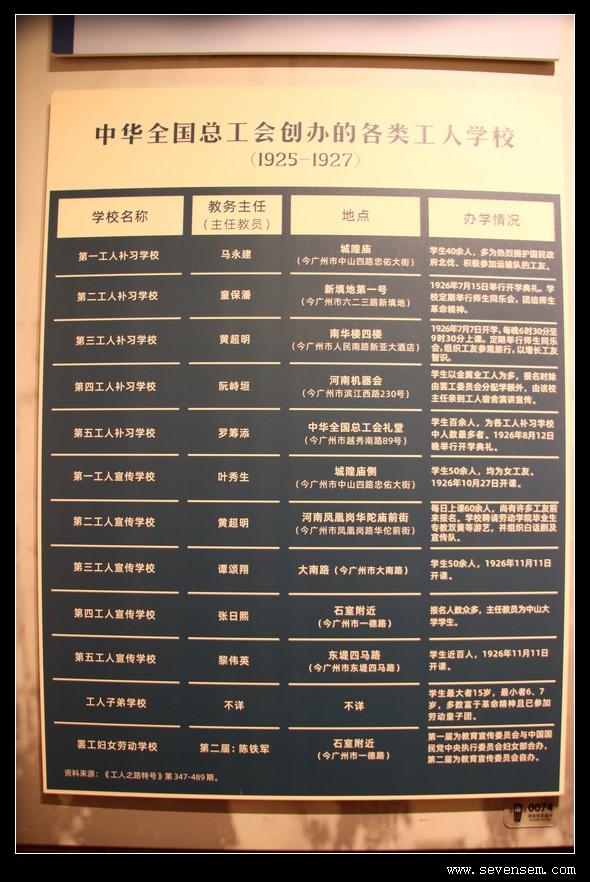 中华全国总工会创办的各类工人学校
（1925—1927）
学校名称
教务主任
（主任教员）
地点
办学情况
第一工人补习学校
马永建
城隍庙
（今广州市中山四路忠佑大街）
学生40余人，多为热烈拥护国民政
府北伐、积极参加运输队的工友。
第二工人补习学校
童保潘
新填地第一号
（今广州市六二三路新填地）
1926年7月15日举行开学典礼。学
校定期举行师生同乐会，团结师生
革命精神。
第三工人补习学校
黄超明
南华楼四楼
（今广州市人民南路新亚大酒店）
1926年7月7日开学，每晚6时30分至
9时30分上课。定期举行师生同乐
会，组织工友参观旅行，以增长工友
智识。
第四工人补习学校
阮峙垣
河南机器会
（今广州市滨江西路230号）
学生以金属业工人为多，报名时除
由罢工委员会分配学额外，由该校
主任亲到工人宿舍演讲宣传。
第五工人补习学校
罗筹添
中华全国总工会礼堂
（今广州市越秀南路89号）
学生百余人，为各工人补习学校
中人数最多者。1926年8月12日
晚举行开学典礼。
第一工人宣传学校
叶秀生
城隍庙侧
（今广州市中山四路忠佑大街）
学生50余人，均为女工友。
1926年10月27日开课。
第二工人宣传学校
黄超明
河南凤凰岗华陀庙前街
（今广州市凤凰岗路华佗前街）
每日上课60余人，尚有许多工友前
来报名。学校聘请劳动学院毕业生
专教双簧等游艺，并组织白话剧及
宣传队。
第三工人宣传学校
谭颂翔
大南路（今广州市大南路）
学生50余人，1926年11月11日
开课。
第四工人宣传学校
张日熙
石室附近
（今广州市一德路）
报名人数众多，主任教员为中山大
学学生。
第五工人宣传学校
黎伟英
东堤四马路
（今广州市东堤四马路）
学生近百人，1926年11月11日
开课。
工人子弟学校
不详
不详
学生最大者15岁，最小者6、7
岁，多数富于革命精神且已参加
劳动童子团。
罢工妇女劳动学校
第二届：陈铁军
石室附近
（今广州市一德路）
第一届为教育宣传委员会与中国国
民党中央执行委员会妇女部合办，
第二届为教育宣传委员会自办。
资料来源：《工人之路特号》第347-489期。
0074
www.sevensem.com